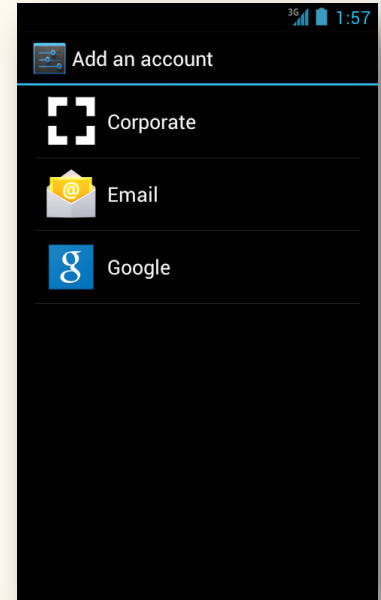 3G 1:57
Add an account
Corporate
@
Email
g
Google